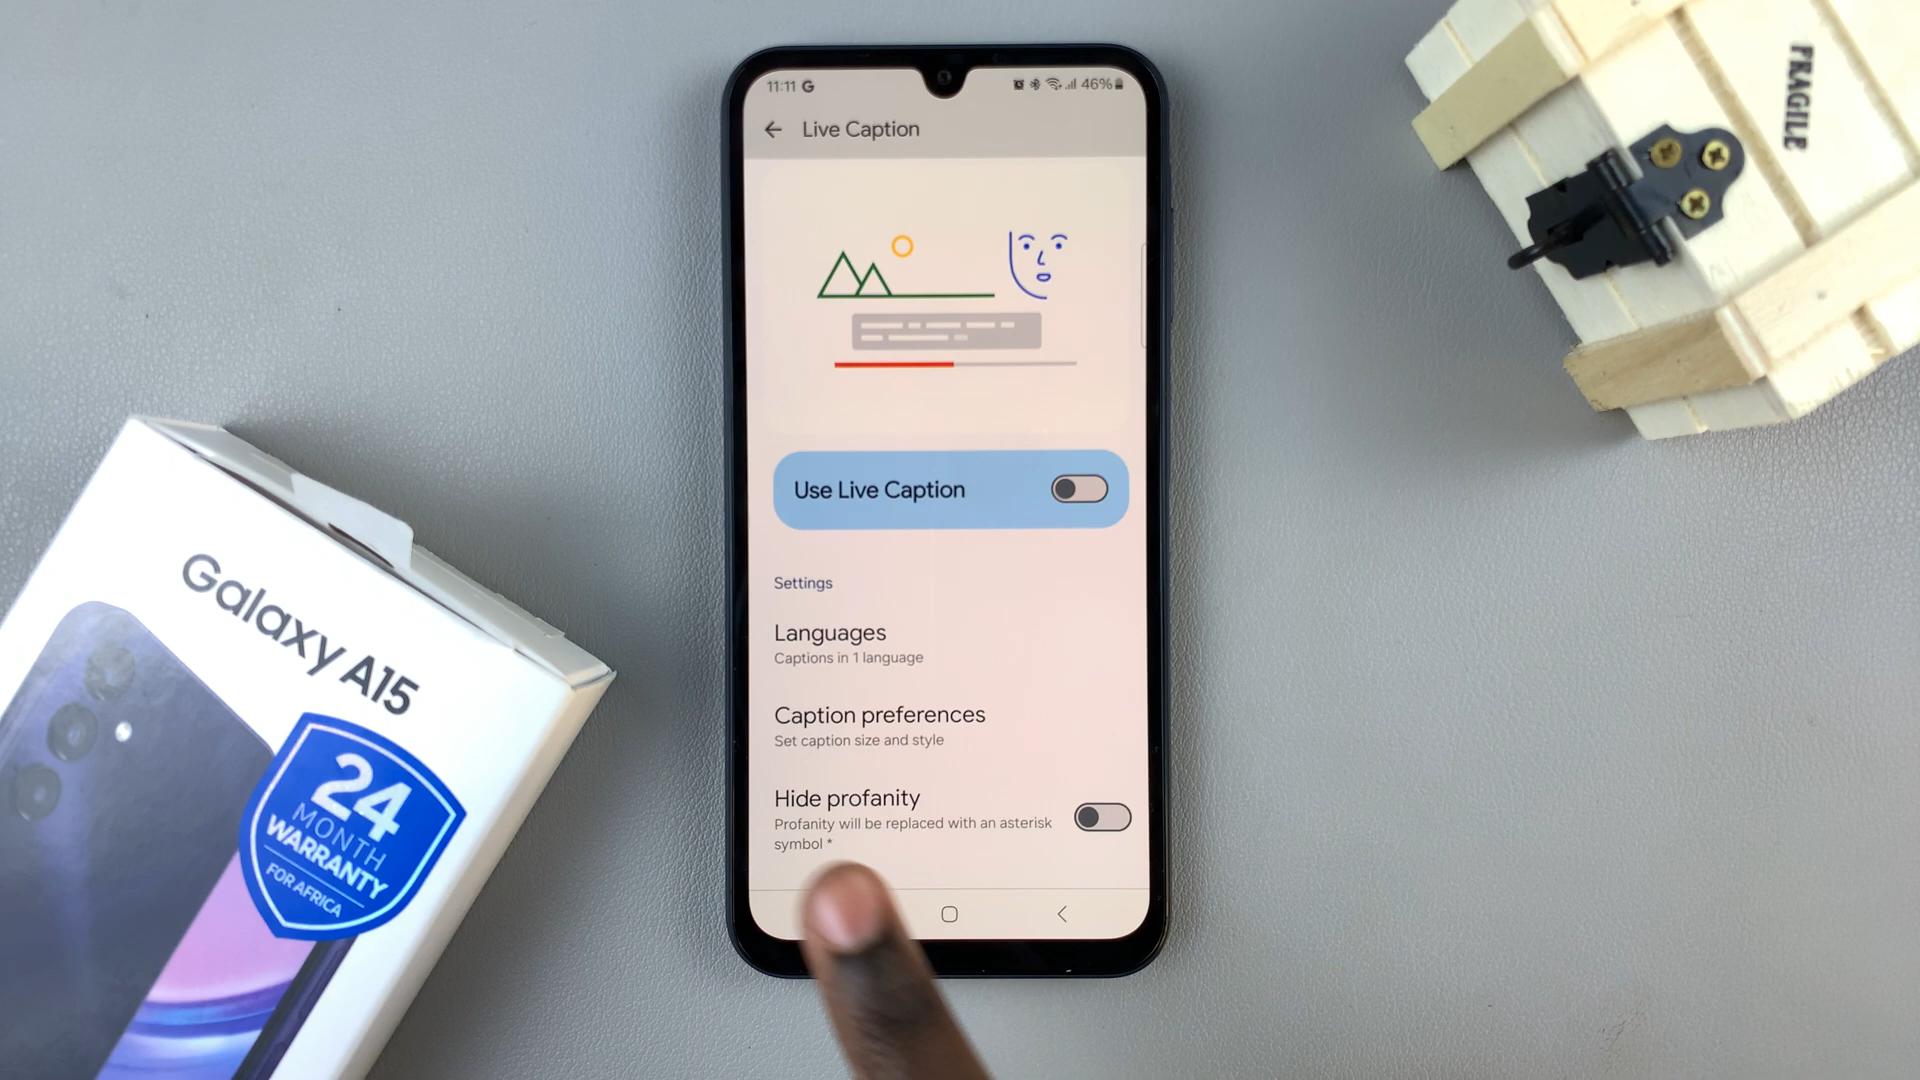 11:11 G
46%
Live Caption
Use Live Caption
Settings
Languages
Captions in 1 language
Caption preferences
Set caption size and style
Hide profanity
Profanity will be replaced with an asterisk
symbol *
Galaxy A15
24
MONTH
WARRANTY
FOR AFRICA
FRAGILE